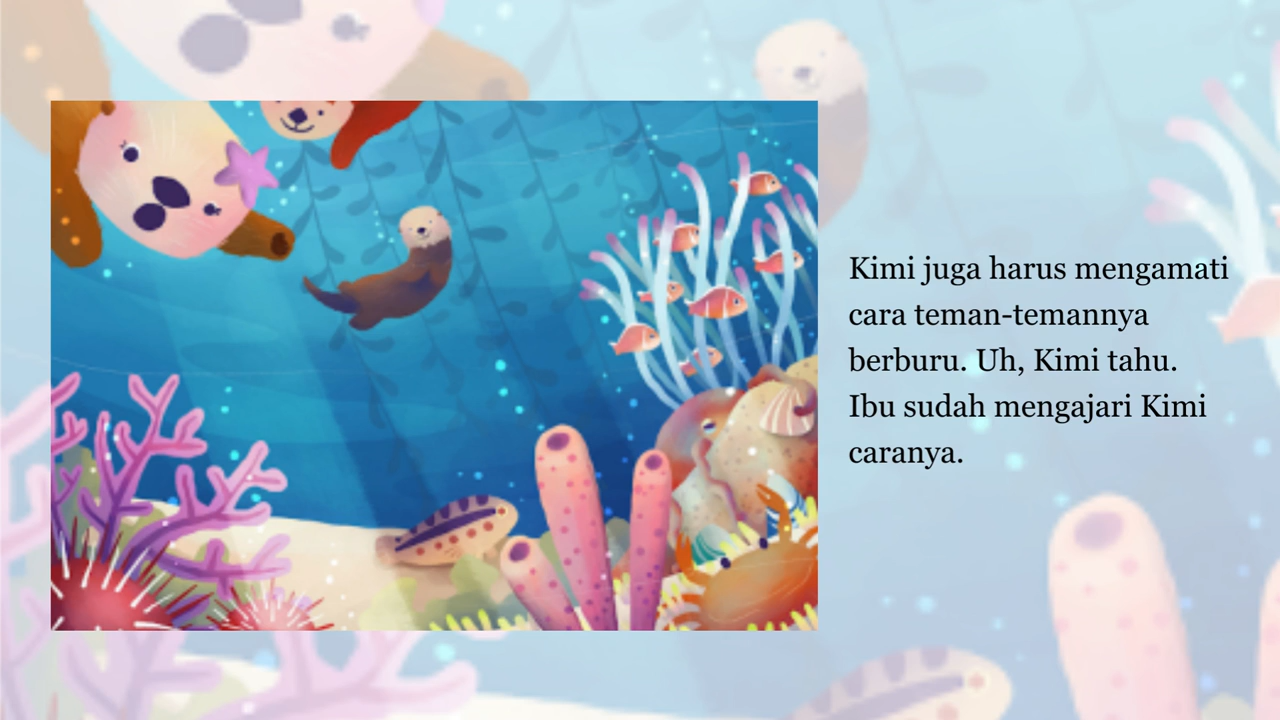 Kimi juga harus mengamati
cara teman-temannya
berburu. Uh, Kimi tahu.
Ibu sudah mengajari Kimi
caranya.